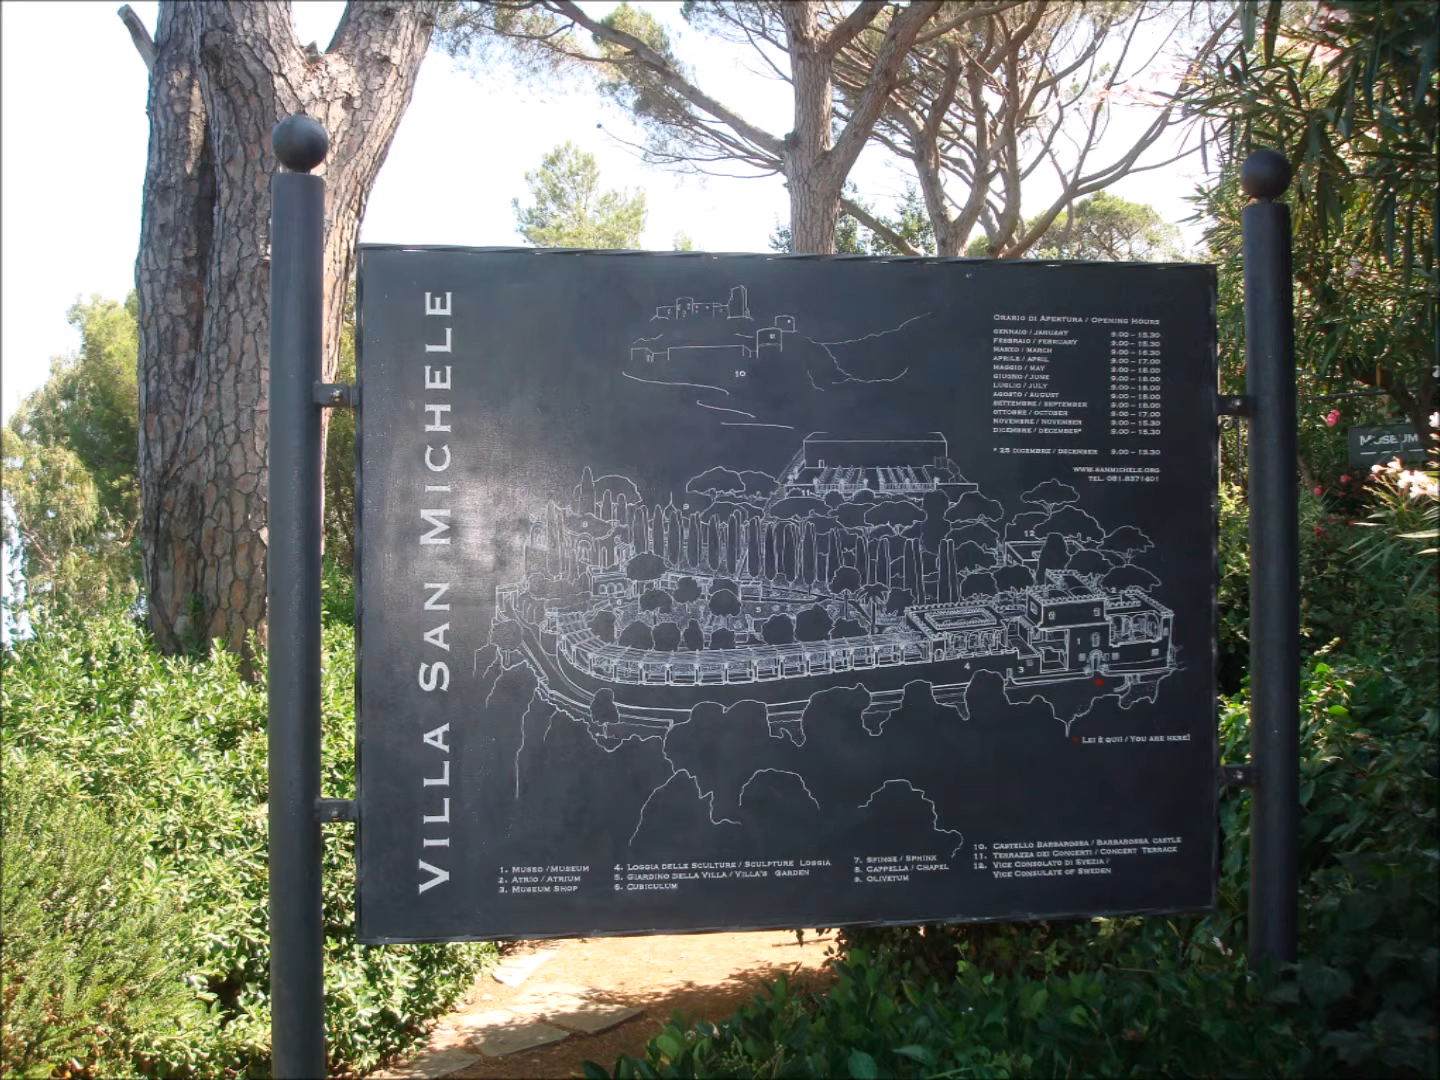 VILLA SAN MICHELE
ORARIO DI APERTURA / OPENING HOURS
GENNAIO / JANUARY 9.00 – 15.30
FEBBRAIO / FEBRUARY 9.00 – 15.30
MARZO / MARCH 9.00 – 16.30
APRILE / APRIL 9.00 – 17.00
MAGGIO / MAY 9.00 – 18.00
GIUGNO / JUNE 9.00 – 18.00
LUGLIO / JULY 9.00 – 18.00
AGOSTO / AUGUST 9.00 – 18.00
SETTEMBRE / SEPTEMBER 9.00 – 18.00
OTTOBRE / OCTOBER 9.00 – 17.00
NOVEMBRE / NOVEMBER 9.00 – 15.30
DICEMBRE / DECEMBER* 9.00 – 15.30
* 25 DICEMBRE / DECEMBER 9.00 – 13.30
WWW.SANMICHELE.ORG
TEL. 081.8371401
MUSEUM
10
11
12
9
5
2
1
4
3
LEI È QUI! / YOU ARE HERE!
1. MUSEO / MUSEUM
2. ATRIO / ATRIUM
3. MUSEUM SHOP
4. LOGGIA DELLE SCULTURE / SCULPTURE LOGGIA
5. GIARDINO DELLA VILLA / VILLA'S GARDEN
6. CUBICULUM
7. SFINGE / SPHINX
8. CAPPELLA / CHAPEL
9. OLIVETUM
10. CASTELLO BARBAROSSA / BARBAROSSA CASTLE
11. TERRAZZA DEI CONCERTI / CONCERT TERRACE
12. VICE CONSOLATO DI SVEZIA /
VICE CONSULATE OF SWEDEN